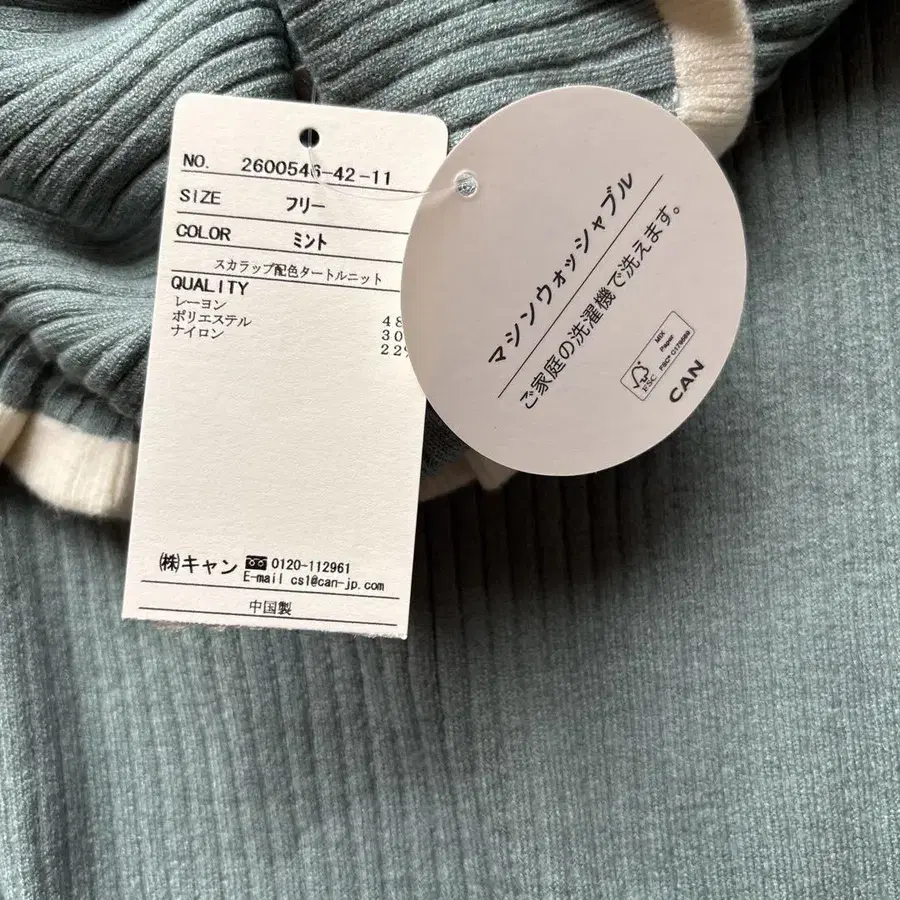 NO. 2600546-42-11
SIZE フリー
COLOR ミント
スカラップ配色タートルニット
QUALITY
レーヨン 48
ポリエステル 30
ナイロン 22%
㈱キャン 0120-112961
E-mail cs1@can-jp.com
中国製
マシンウォッシャブル
ご家庭の洗濯機で洗えます。
FSC
MIX
Paper
CAN